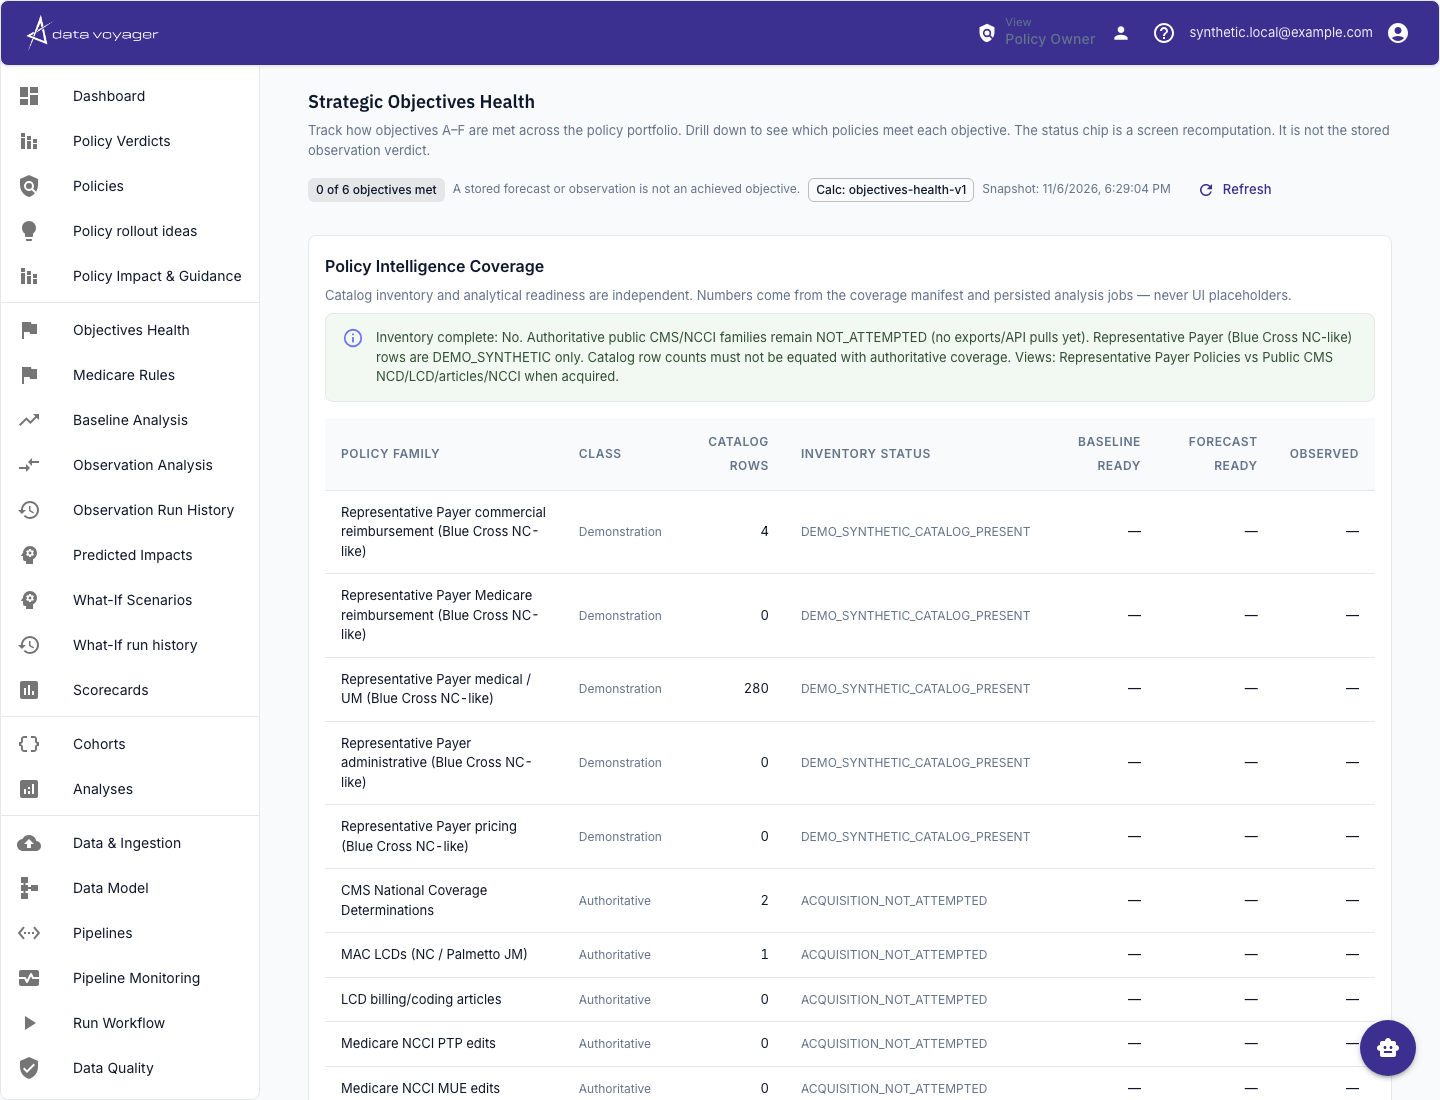 data voyager
View
Policy Owner
synthetic.local@example.com
Dashboard
Policy Verdicts
Policies
Policy rollout ideas
Policy Impact & Guidance
Objectives Health
Medicare Rules
Baseline Analysis
Observation Analysis
Observation Run History
Predicted Impacts
What-If Scenarios
What-If run history
Scorecards
Cohorts
Analyses
Data & Ingestion
Data Model
Pipelines
Pipeline Monitoring
Run Workflow
Data Quality
Strategic Objectives Health
Track how objectives A–F are met across the policy portfolio. Drill down to see which policies meet each objective. The status chip is a screen recomputation. It is not the stored
observation verdict.
0 of 6 objectives met A stored forecast or observation is not an achieved objective. Calc: objectives-health-v1 Snapshot: 11/6/2026, 6:29:04 PM Refresh
Policy Intelligence Coverage
Catalog inventory and analytical readiness are independent. Numbers come from the coverage manifest and persisted analysis jobs — never UI placeholders.
Inventory complete: No. Authoritative public CMS/NCCI families remain NOT_ATTEMPTED (no exports/API pulls yet). Representative Payer (Blue Cross NC-like)
rows are DEMO_SYNTHETIC only. Catalog row counts must not be equated with authoritative coverage. Views: Representative Payer Policies vs Public CMS
NCD/LCD/articles/NCCI when acquired.
POLICY FAMILY CLASS CATALOG ROWS INVENTORY STATUS BASELINE READY FORECAST READY OBSERVED
Representative Payer commercial
reimbursement (Blue Cross NC-
like)
Demonstration 4 DEMO_SYNTHETIC_CATALOG_PRESENT — — —
Representative Payer Medicare
reimbursement (Blue Cross NC-
like)
Demonstration 0 DEMO_SYNTHETIC_CATALOG_PRESENT — — —
Representative Payer medical /
UM (Blue Cross NC-like)
Demonstration 280 DEMO_SYNTHETIC_CATALOG_PRESENT — — —
Representative Payer
administrative (Blue Cross NC-
like)
Demonstration 0 DEMO_SYNTHETIC_CATALOG_PRESENT — — —
Representative Payer pricing
(Blue Cross NC-like)
Demonstration 0 DEMO_SYNTHETIC_CATALOG_PRESENT — — —
CMS National Coverage
Determinations
Authoritative 2 ACQUISITION_NOT_ATTEMPTED — — —
MAC LCDs (NC / Palmetto JM) Authoritative 1 ACQUISITION_NOT_ATTEMPTED — — —
LCD billing/coding articles Authoritative 0 ACQUISITION_NOT_ATTEMPTED — — —
Medicare NCCI PTP edits Authoritative 0 ACQUISITION_NOT_ATTEMPTED — — —
Medicare NCCI MUE edits Authoritative 0 ACQUISITION_NOT_ATTEMPTED — — —